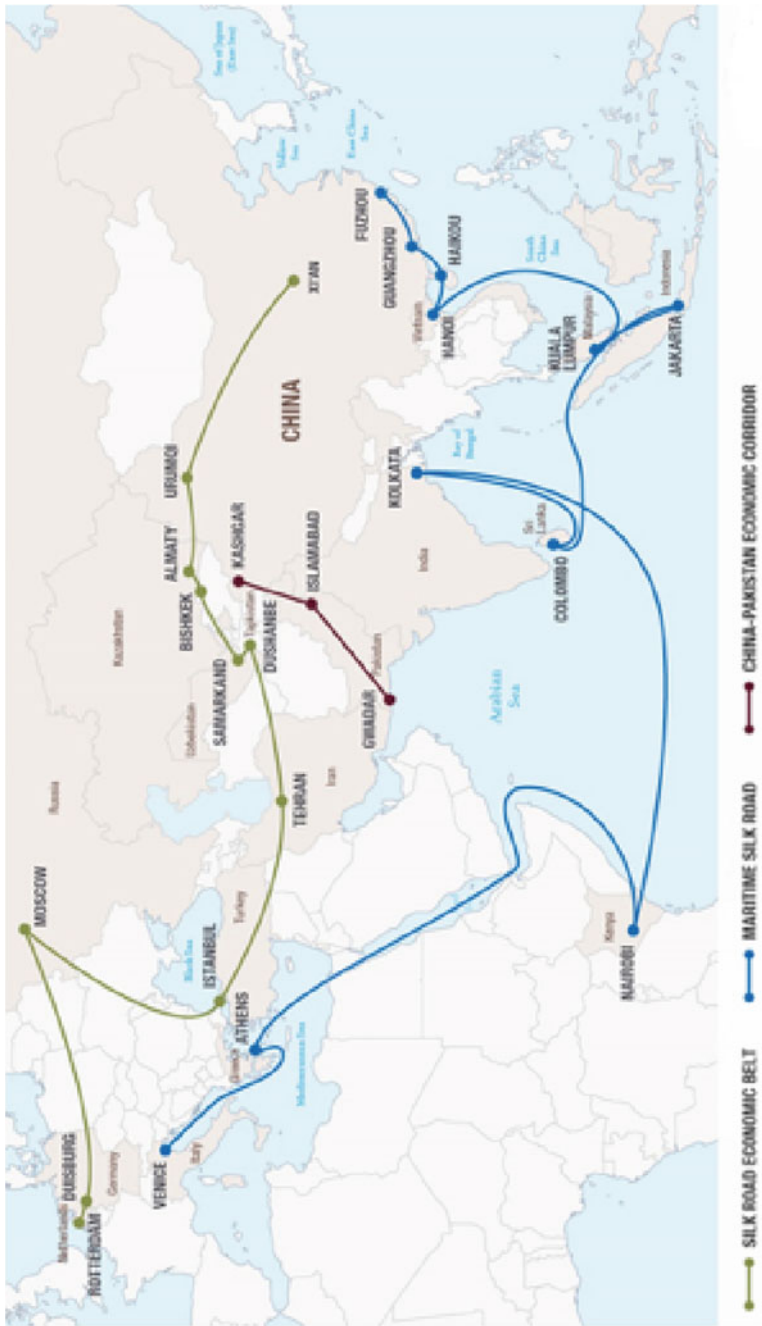 MOSCOW
Russia
Netherlands
DUISBURG
Germany
ROTTERDAM
Kazakhstan
ALMATY
URUMQI
BISHKEK
Sea of Japan
(East Sea)
VENICE
Italy
Black Sea
ISTANBUL
Turkey
Uzbekistan
SAMARKAND
Tajikistan
DUSHANBE
KASHGAR
Greece
ATHENS
TEHRAN
Iran
ISLAMABAD
CHINA
XI'AN
Yellow
Sea
Mediterranean Sea
GWADAR
Pakistan
East China
Sea
FUZHOU
GUANGZHOU
KOLKATA
India
Vietnam
HANOI
HAIKOU
Bay of
Bengal
Arabian
Sea
Sri
Lanka
COLOMBO
South
China
Sea
KUALA
LUMPUR
Malaysia
Kenya
NAIROBI
Indonesia
JAKARTA
SILK ROAD ECONOMIC BELT
MARITIME SILK ROAD
CHINA-PAKISTAN ECONOMIC CORRIDOR